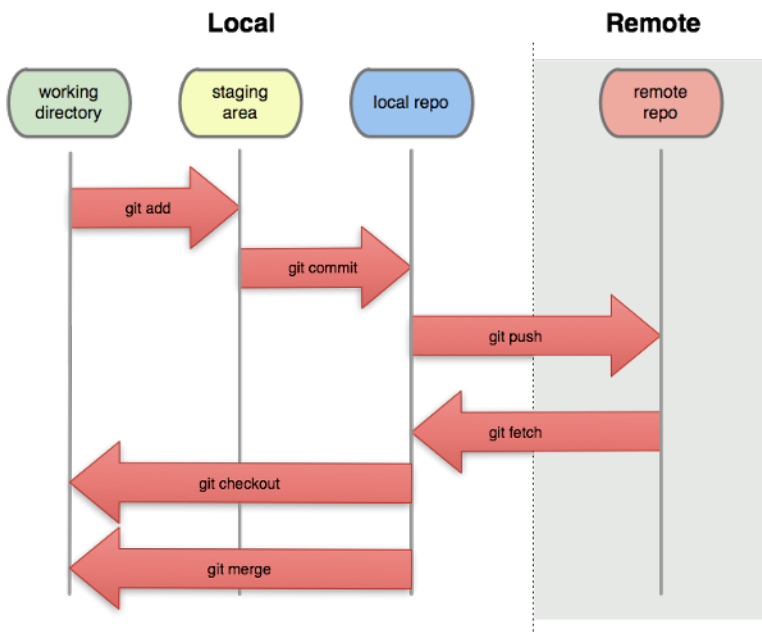 Local
Remote
working
directory
staging
area
local repo
remote
repo
git add
git commit
git push
git fetch
git checkout
git merge